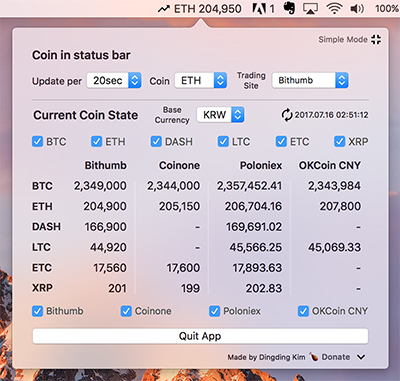 ETH 204,950 1 100%
Simple Mode
Coin in status bar
Update per 20sec Coin ETH Trading Site Bithumb
Current Coin State Base Currency KRW 2017.07.16 02:51:12
BTC ETH DASH LTC ETC XRP
Bithumb Coinone Poloniex OKCoin CNY
BTC 2,349,000 2,344,000 2,357,452.41 2,343,984
ETH 204,900 205,150 206,704.16 207,800
DASH 166,900 - 169,691.02 -
LTC 44,920 - 45,566.25 45,069.33
ETC 17,560 17,600 17,893.63 -
XRP 201 199 202.83 -
Bithumb Coinone Poloniex OKCoin CNY
Quit App
Made by Dingding Kim Donate